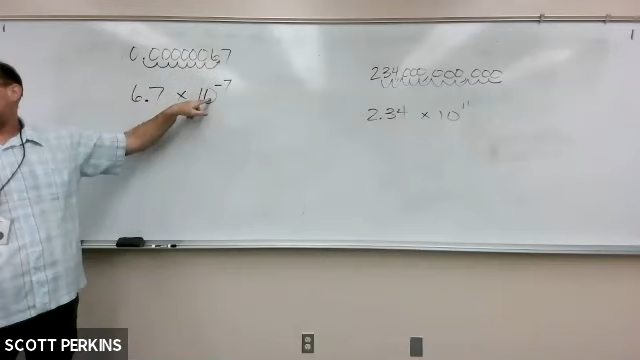 0.00000067
6.7 × 10⁻⁷
234,000,000,000
2.34 × 10¹¹
SCOTT PERKINS